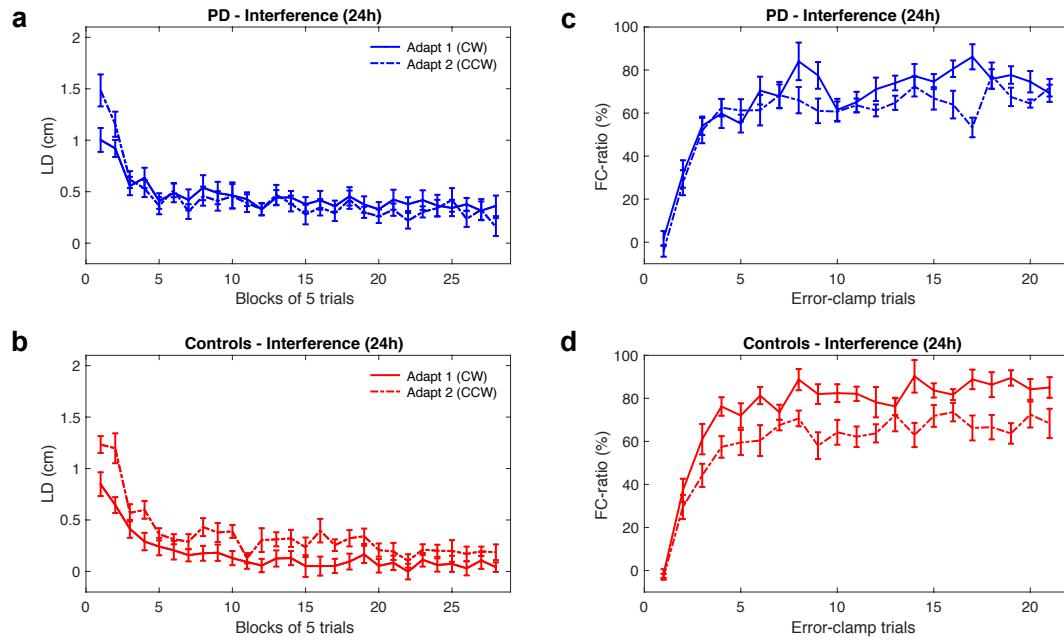 a
PD - Interference (24h)
2
1.5
1
0.5
0
LD (cm)
Adapt 1 (CW)
Adapt 2 (CCW)
0 5 10 15 20 25
Blocks of 5 trials
c
PD - Interference (24h)
100
80
60
40
20
0
FC-ratio (%)
0 5 10 15 20
Error-clamp trials
b
Controls - Interference (24h)
2
1.5
1
0.5
0
LD (cm)
Adapt 1 (CW)
Adapt 2 (CCW)
0 5 10 15 20 25
Blocks of 5 trials
d
Controls - Interference (24h)
100
80
60
40
20
0
FC-ratio (%)
0 5 10 15 20
Error-clamp trials